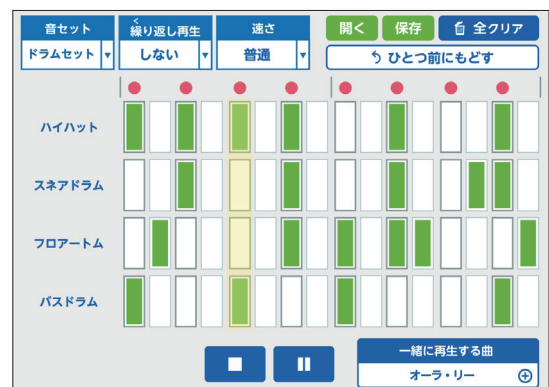 音セット
ドラムセット
く
繰り返し再生
しない
速さ
普通
開く
保存
全クリア
ひとつ前にもどす
ハイハット
スネアドラム
フロアートム
バスドラム
一緒に再生する曲
オーラ・リー